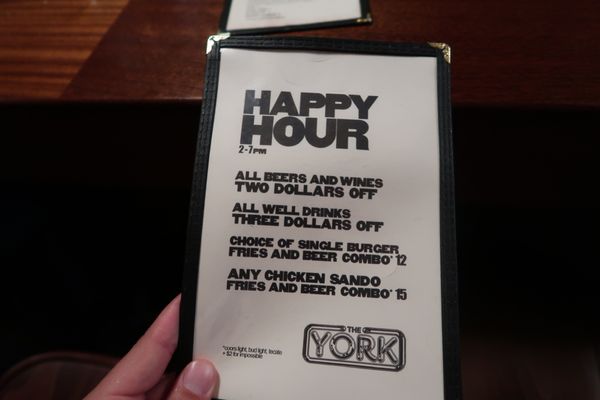 HAPPY
HOUR
2-7PM
ALL BEERS AND WINES
TWO DOLLARS OFF
ALL WELL DRINKS
THREE DOLLARS OFF
CHOICE OF SINGLE BURGER
FRIES AND BEER COMBO* 12
ANY CHICKEN SANDO
FRIES AND BEER COMBO* 15
*coors light, bud light, tecate
+ $2 for impossible
THE
YORK